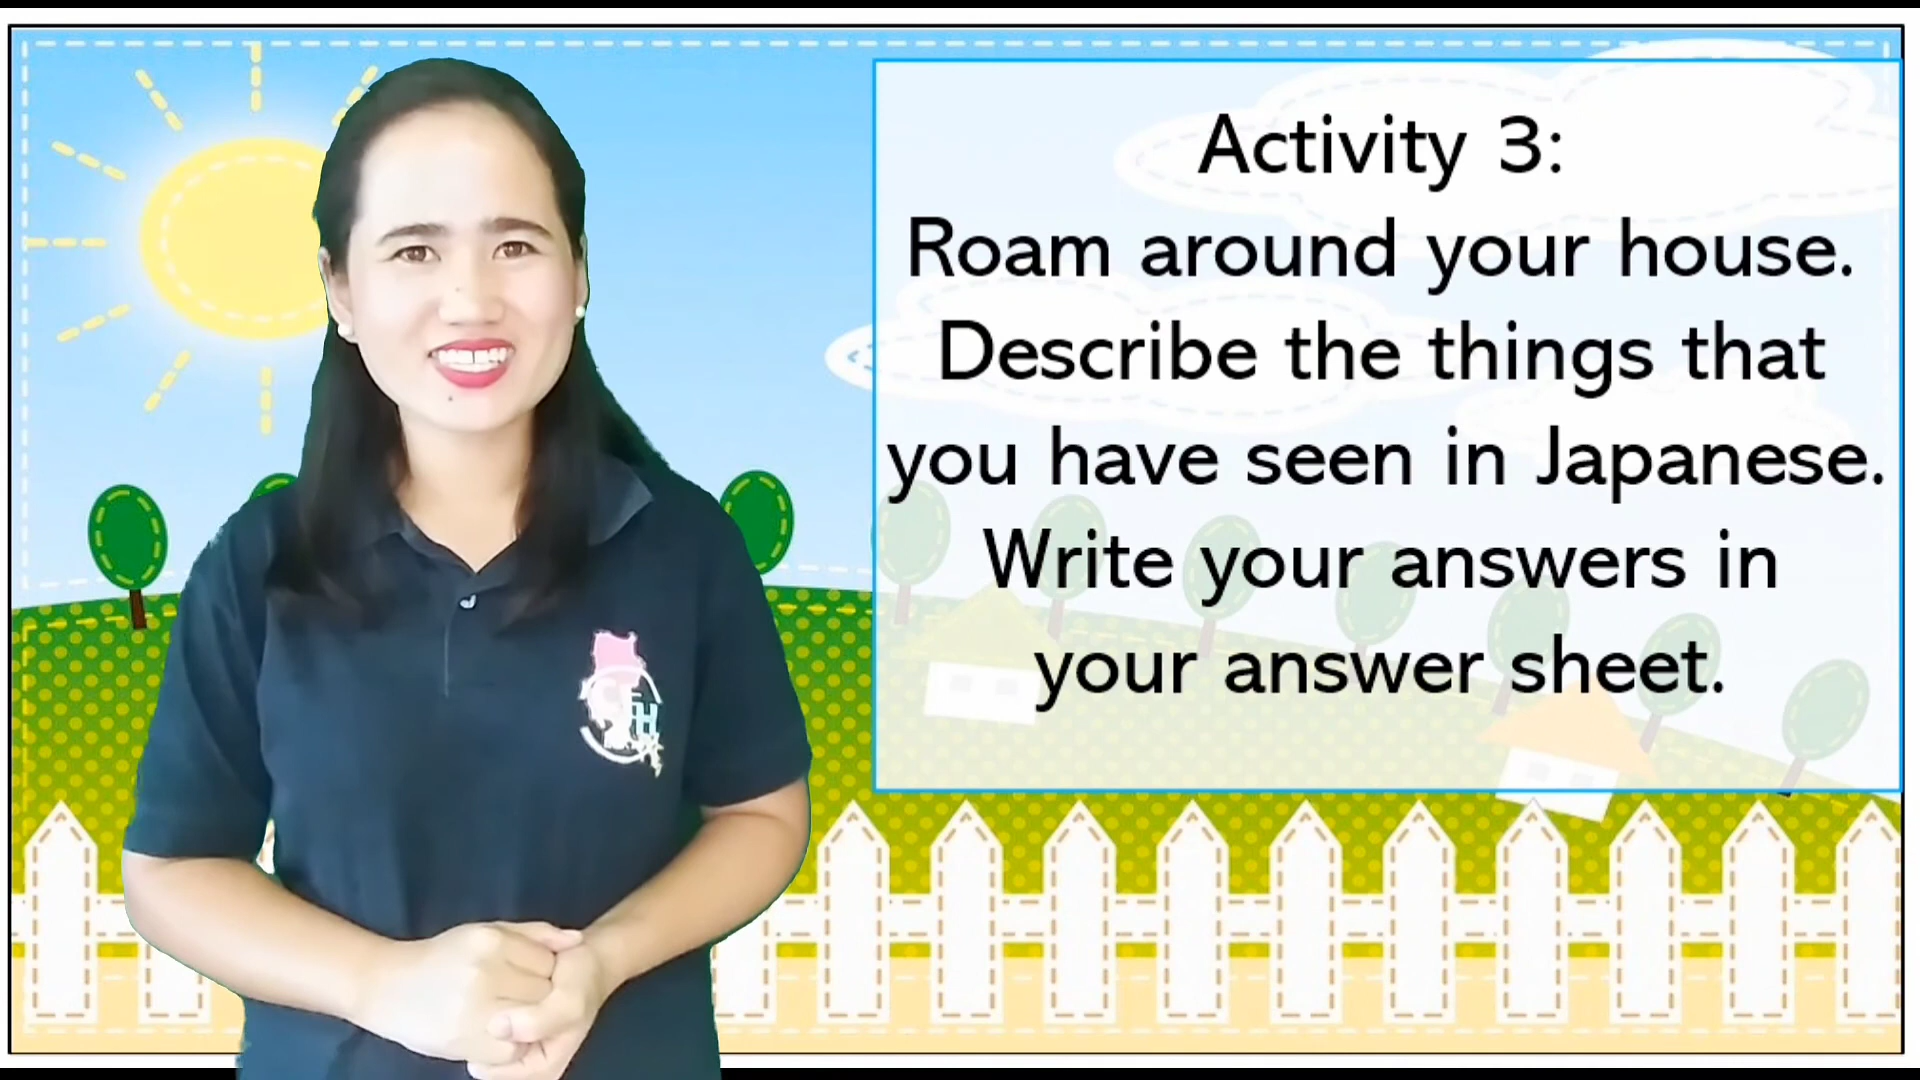 Activity 3:
Roam around your house.
Describe the things that
you have seen in Japanese.
Write your answers in
your answer sheet.